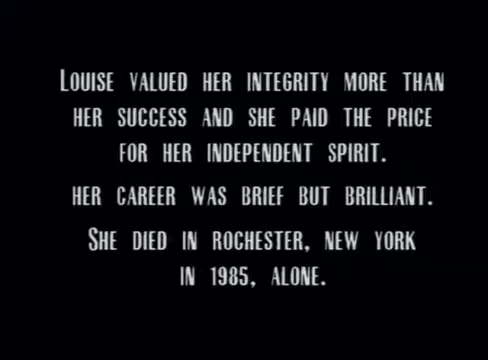 Louise valued her integrity more than
her success and she paid the price
for her independent spirit.
Her career was brief but brilliant.
She died in Rochester, New York
in 1985, alone.